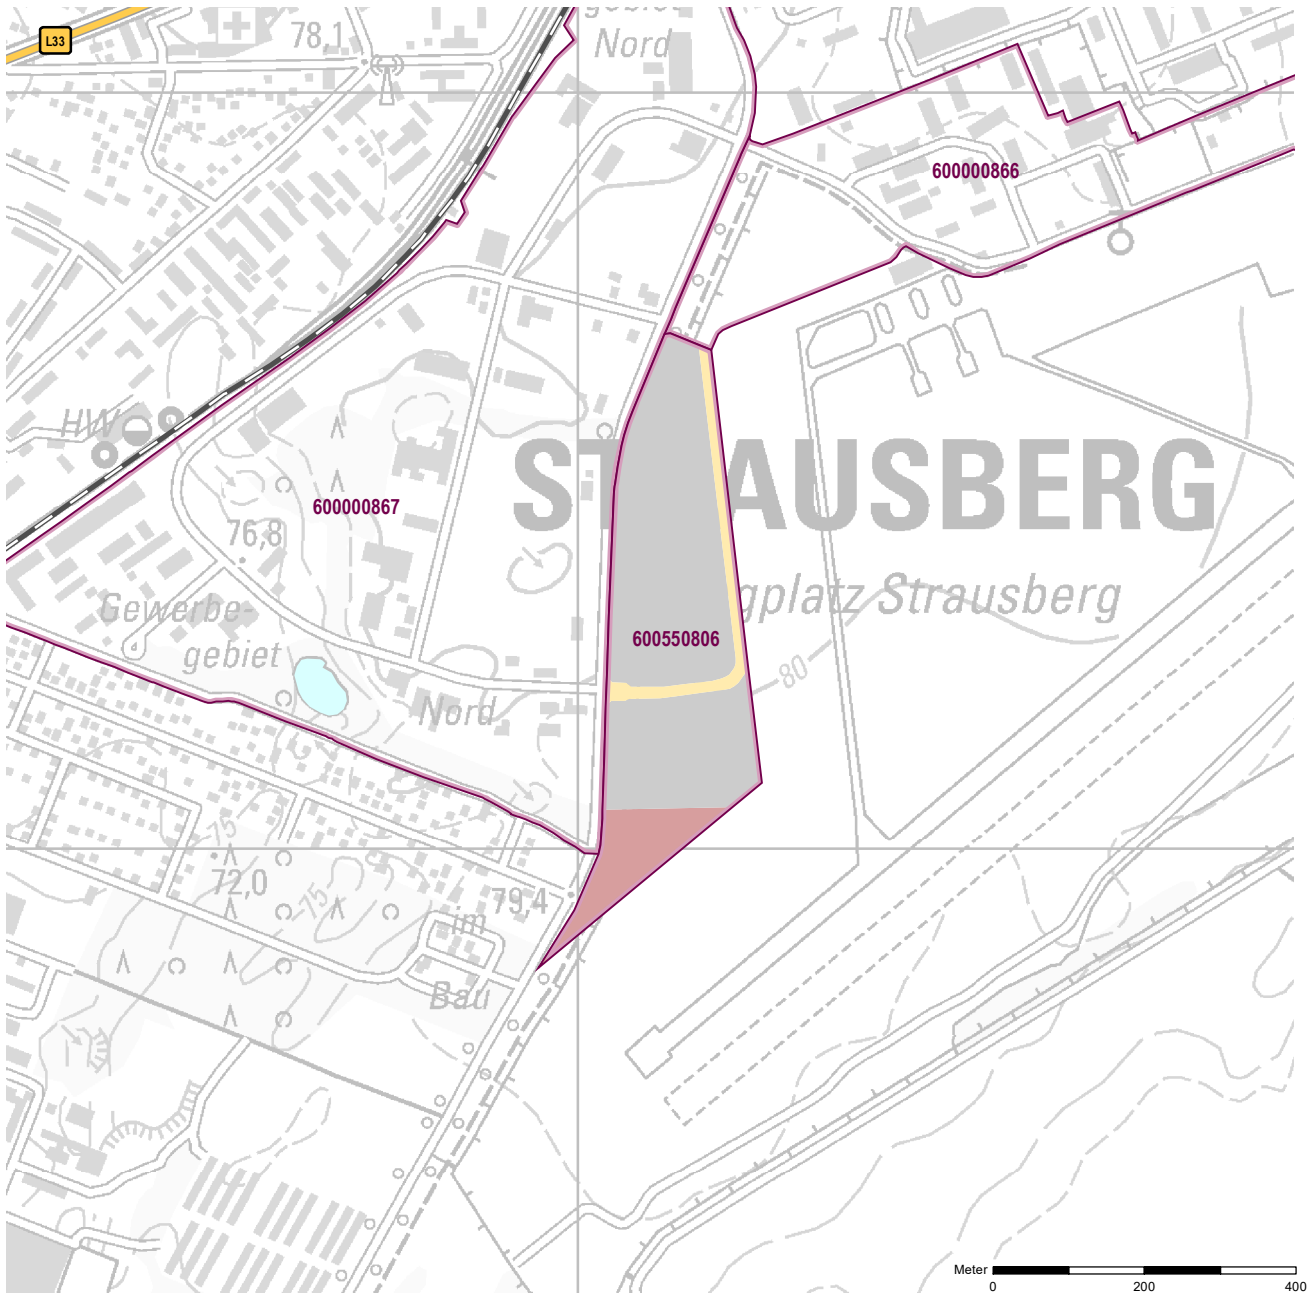 L33
78,1
gebiet
Nord
600000866
HW
STRAUSBERG
600000867
76,8
gplatz Strausberg
Gewerbe-
gebiet
600550806
80
Nord
75
72,0
75
79,4
im
Bau
Meter
0 200 400